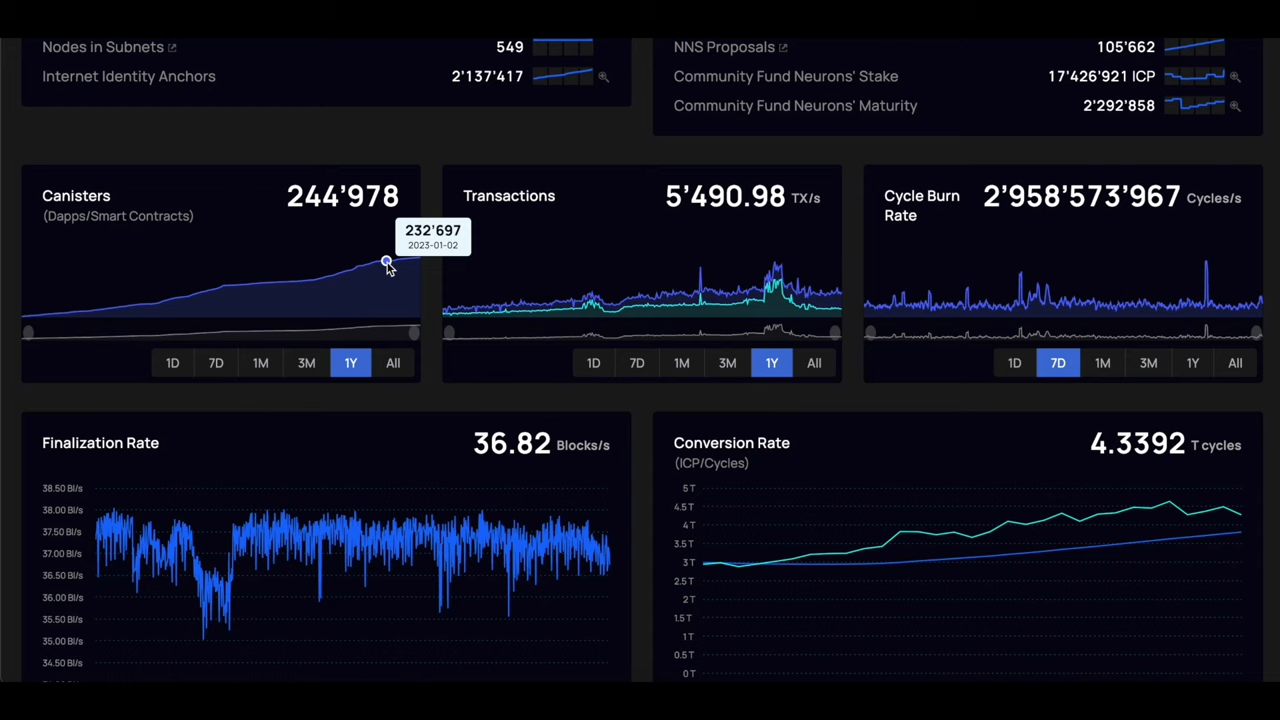 Nodes in Subnets 549
Internet Identity Anchors 2'137'417
NNS Proposals 105'662
Community Fund Neurons' Stake 17'426'921 ICP
Community Fund Neurons' Maturity 2'292'858
Canisters 244'978
(Dapps/Smart Contracts)
232'697
2023-01-02
1D 7D 1M 3M 1Y All
Transactions 5'490.98 TX/s
1D 7D 1M 3M 1Y All
Cycle Burn
Rate
2'958'573'967 Cycles/s
1D 7D 1M 3M 1Y All
Finalization Rate 36.82 Blocks/s
38.50 Bl/s
38.00 Bl/s
37.50 Bl/s
37.00 Bl/s
36.50 Bl/s
36.00 Bl/s
35.50 Bl/s
35.00 Bl/s
34.50 Bl/s
Conversion Rate 4.3392 T cycles
(ICP/Cycles)
5 T
4.5 T
4 T
3.5 T
3 T
2.5 T
2 T
1.5 T
1 T
0.5 T
0 T